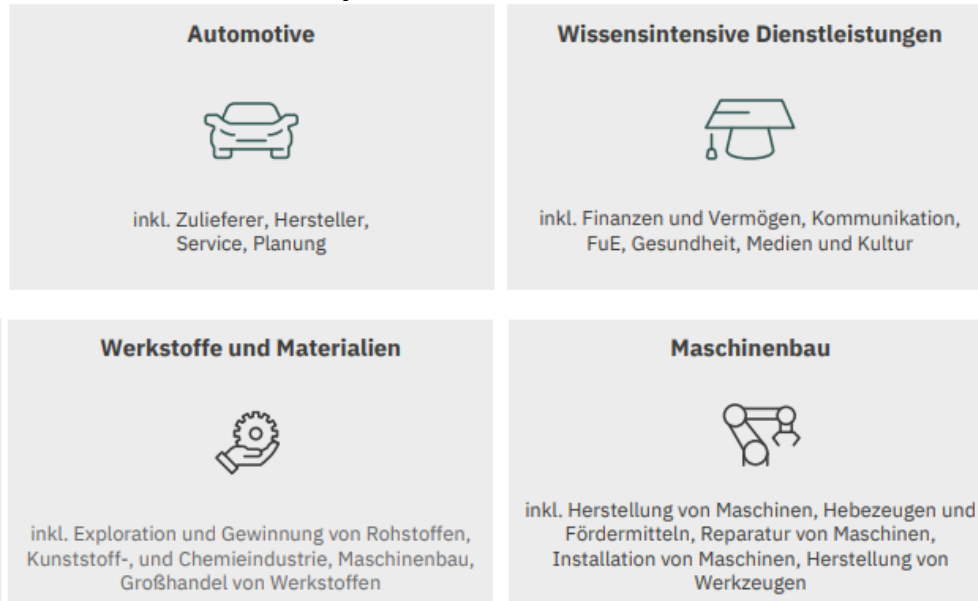 Automotive
inkl. Zulieferer, Hersteller,
Service, Planung
Wissensintensive Dienstleistungen
inkl. Finanzen und Vermögen, Kommunikation,
FuE, Gesundheit, Medien und Kultur
Werkstoffe und Materialien
inkl. Exploration und Gewinnung von Rohstoffen,
Kunststoff-, und Chemieindustrie, Maschinenbau,
Großhandel von Werkstoffen
Maschinenbau
inkl. Herstellung von Maschinen, Hebezeugen und
Fördermitteln, Reparatur von Maschinen,
Installation von Maschinen, Herstellung von
Werkzeugen